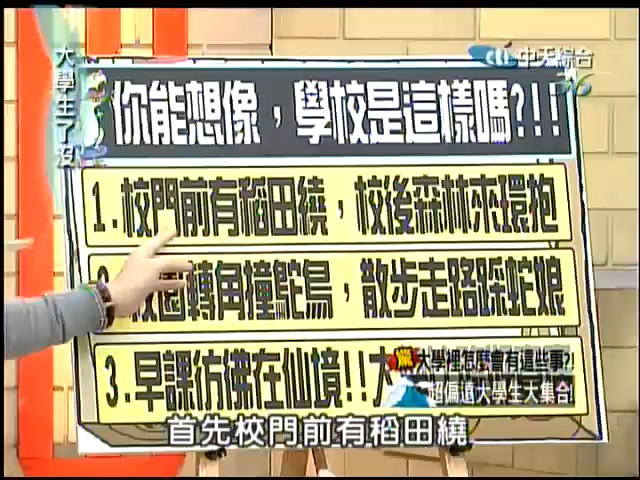 大學生了沒
中天綜合
你能想像，學校是這樣嗎?!!
1.校門前有稻田繞，校後森林來環抱
校園轉角撞鴕鳥，散步走路踩蛇娘
3.早課彷彿在仙境!!大
驚 大學裡怎麼會有這些事?!
超偏遠大學生大集合!
首先校門前有稻田繞